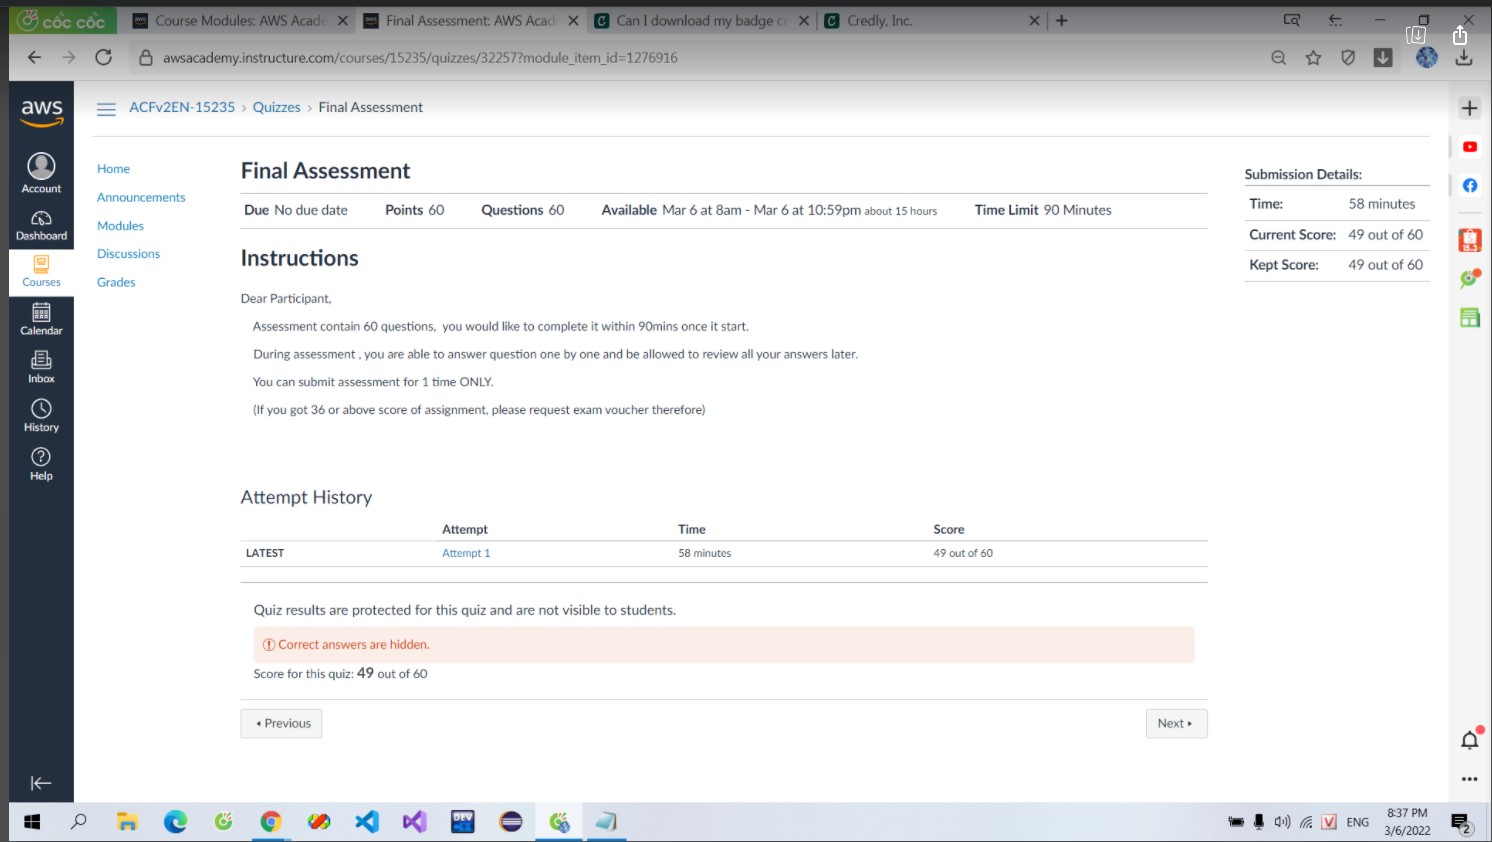 cốc cốc
Course Modules: AWS Acade
Final Assessment: AWS Acad
Can I download my badge ce
Credly, Inc.
awsacademy.instructure.com/courses/15235/quizzes/32257?module_item_id=1276916
aws
Account
Dashboard
Courses
Calendar
Inbox
History
Help
ACFv2EN-15235 › Quizzes › Final Assessment
Home
Announcements
Modules
Discussions
Grades
Final Assessment
Due No due date Points 60 Questions 60 Available Mar 6 at 8am - Mar 6 at 10:59pm about 15 hours Time Limit 90 Minutes
Instructions
Dear Participant,
Assessment contain 60 questions, you would like to complete it within 90mins once it start.
During assessment , you are able to answer question one by one and be allowed to review all your answers later.
You can submit assessment for 1 time ONLY.
(If you got 36 or above score of assignment, please request exam voucher therefore)
Attempt History
Attempt Time Score
LATEST Attempt 1 58 minutes 49 out of 60
Quiz results are protected for this quiz and are not visible to students.
Correct answers are hidden.
Score for this quiz: 49 out of 60
Previous
Next
Submission Details:
Time: 58 minutes
Current Score: 49 out of 60
Kept Score: 49 out of 60
DEV
V
ENG
8:37 PM
3/6/2022
2